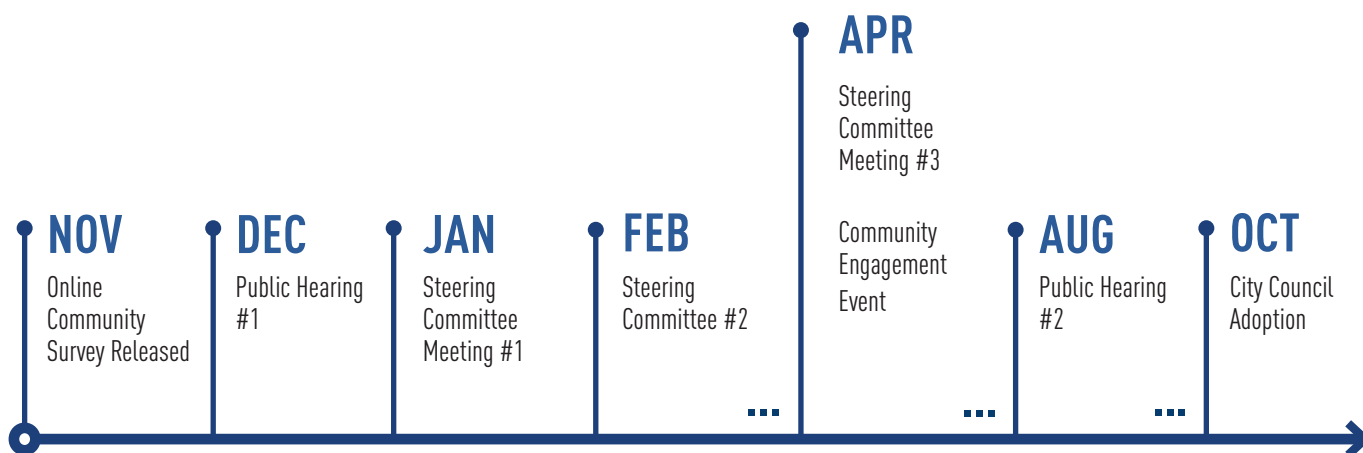 NOV
Online
Community
Survey Released
DEC
Public Hearing
#1
JAN
Steering
Committee
Meeting #1
FEB
Steering
Committee #2
APR
Steering
Committee
Meeting #3
Community
Engagement
Event
AUG
Public Hearing
#2
OCT
City Council
Adoption